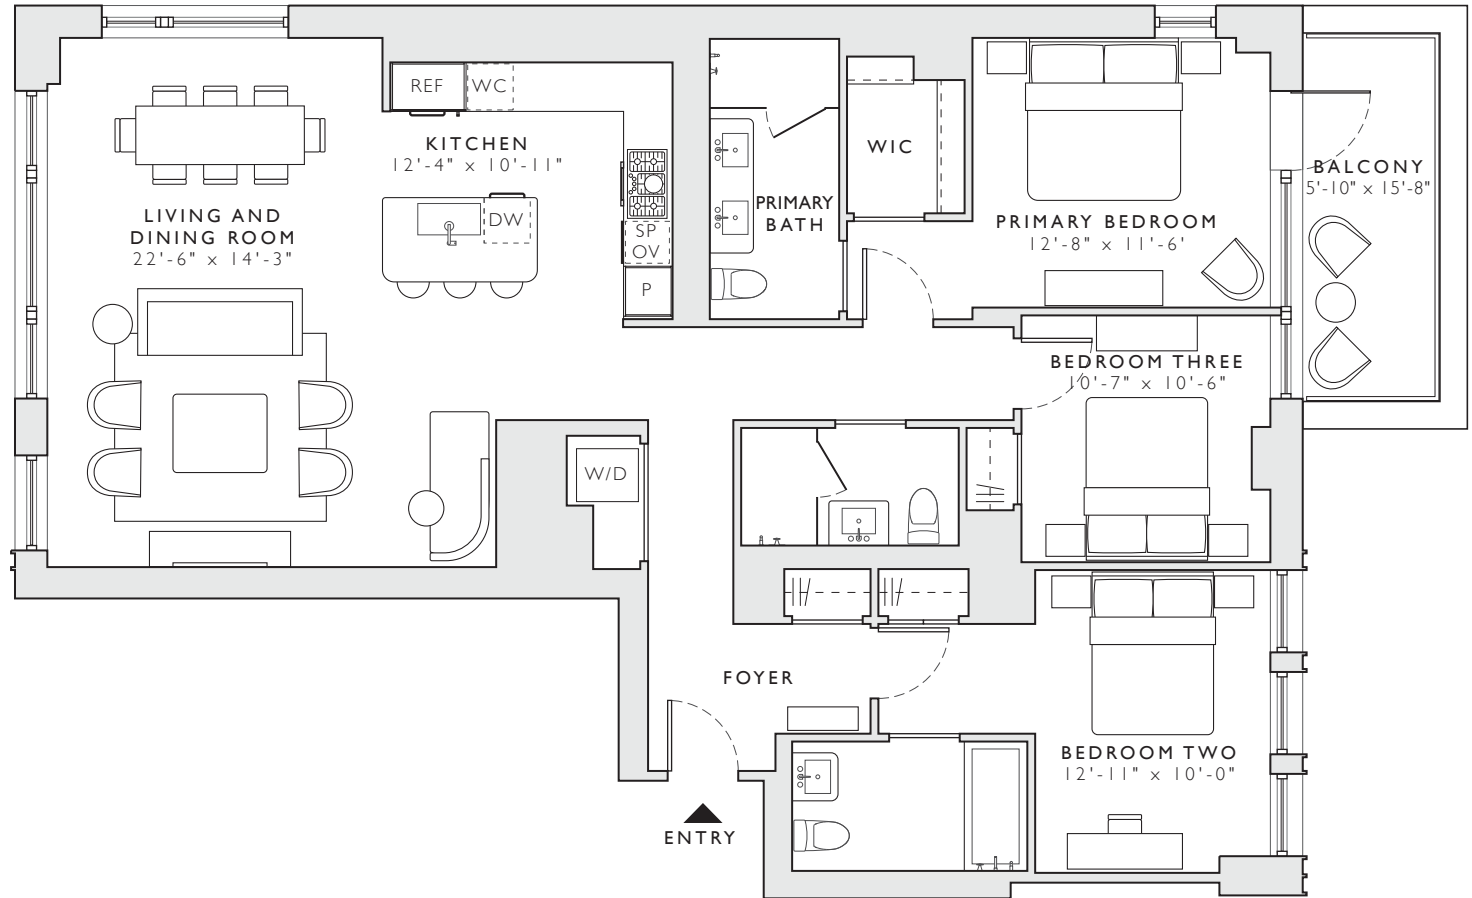 REF
WC
KITCHEN
12'-4" x 10'-11"
LIVING AND
DINING ROOM
22'-6" x 14'-3"
DW
SP
OV
P
PRIMARY
BATH
WIC
PRIMARY BEDROOM
12'-8" x 11'-6'
BALCONY
5'-10" x 15'-8"
BEDROOM THREE
10'-7" x 10'-6"
W/D
FOYER
BEDROOM TWO
12'-11" x 10'-0"
ENTRY